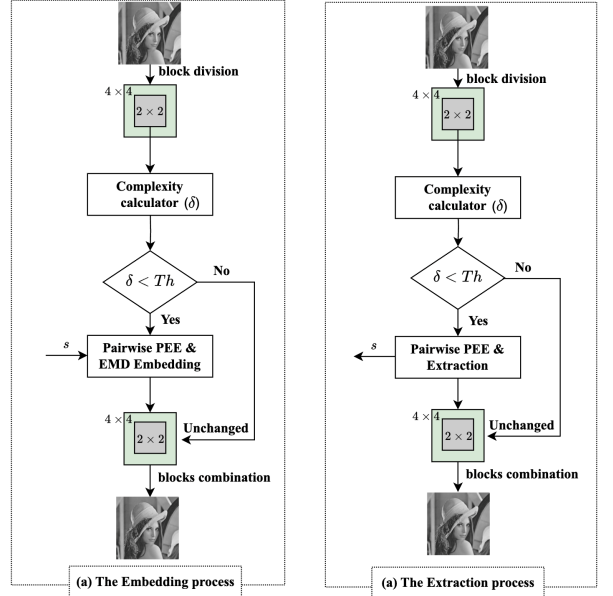 block division
4 × 4
2 × 2
Complexity
calculator (δ)
δ < Th
No
Yes
s
Pairwise PEE &
EMD Embedding
4 × 4
Unchanged
2 × 2
blocks combination
(a) The Embedding process
block division
4 × 4
2 × 2
Complexity
calculator (δ)
δ < Th
No
Yes
s
Pairwise PEE &
Extraction
4 × 4
Unchanged
2 × 2
blocks combination
(a) The Extraction process